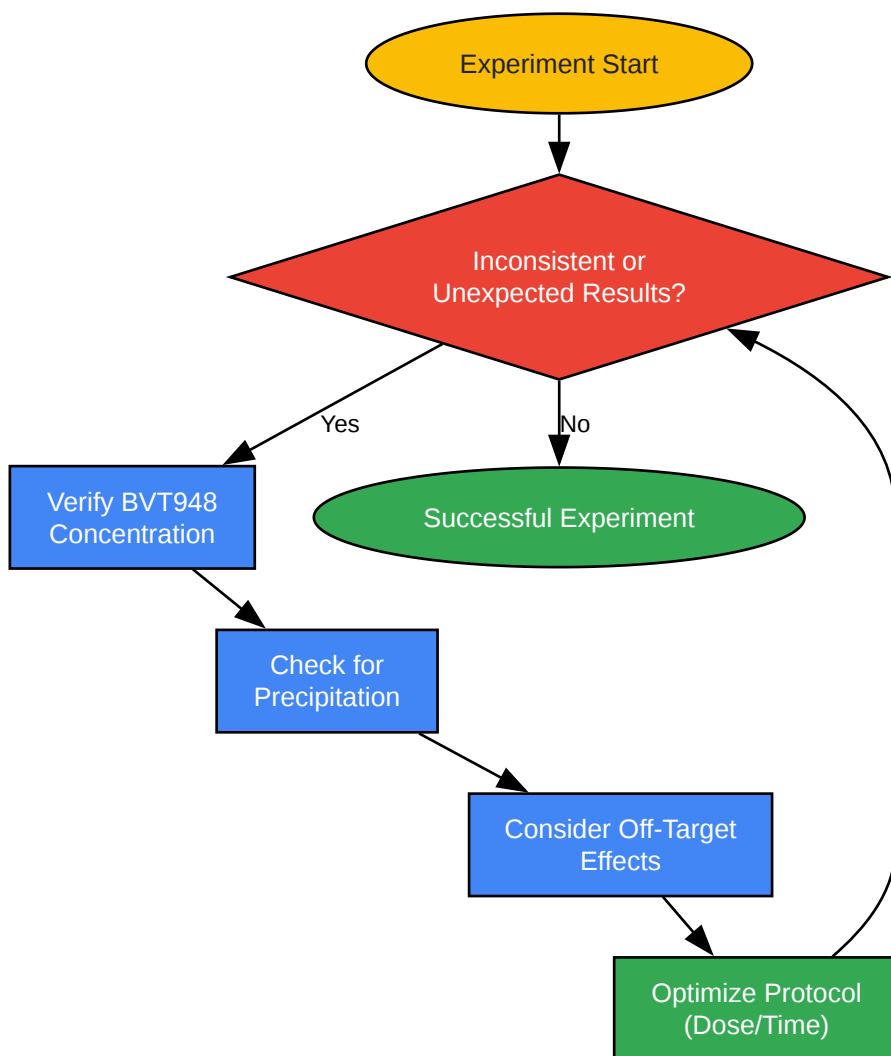 Experiment Start
Inconsistent or
Unexpected Results?
Yes
No
Verify BVT948
Concentration
Successful Experiment
Check for
Precipitation
Consider Off-Target
Effects
Optimize Protocol
(Dose/Time)